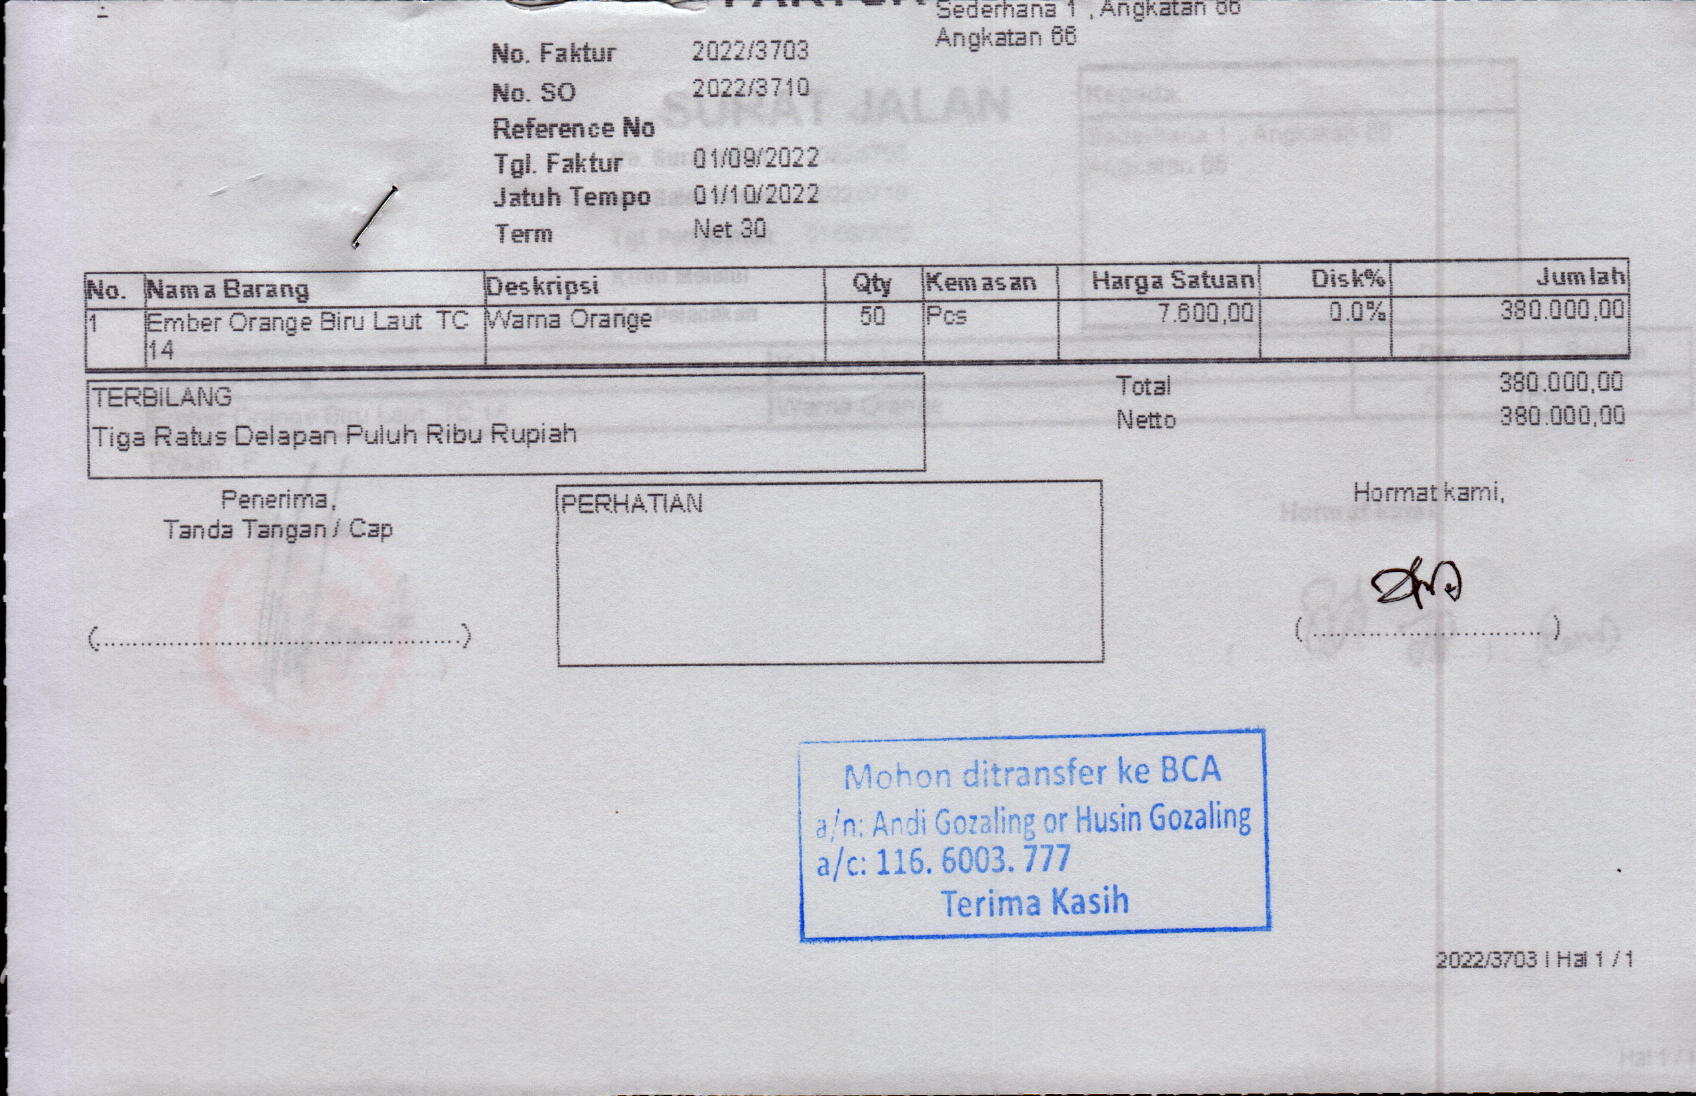 FAKTUR
Sederhana 1 , Angkatan 66
Angkatan 66
No. Faktur 2022/3703
No. SO 2022/3710
Reference No
Tgl. Faktur 01/09/2022
Jatuh Tempo 01/10/2022
Term Net 30
SURAT JALAN
Kepada
No. Nama Barang Deskripsi Qty Kemasan Harga Satuan Disk% Jumlah
1 Ember Orange Biru Laut TC 14 Warna Orange 50 Pcs 7.600,00 0.0% 380.000,00
TERBILANG
Tiga Ratus Delapan Puluh Ribu Rupiah
Total 380.000,00
Netto 380.000,00
Penerima,
Tanda Tangan / Cap
PERHATIAN
Hormat kami,
(....................................................)
(.................................)
Mohon ditransfer ke BCA
a/n: Andi Gozaling or Husin Gozaling
a/c: 116. 6003. 777
Terima Kasih
2022/3703 | Hal 1 / 1